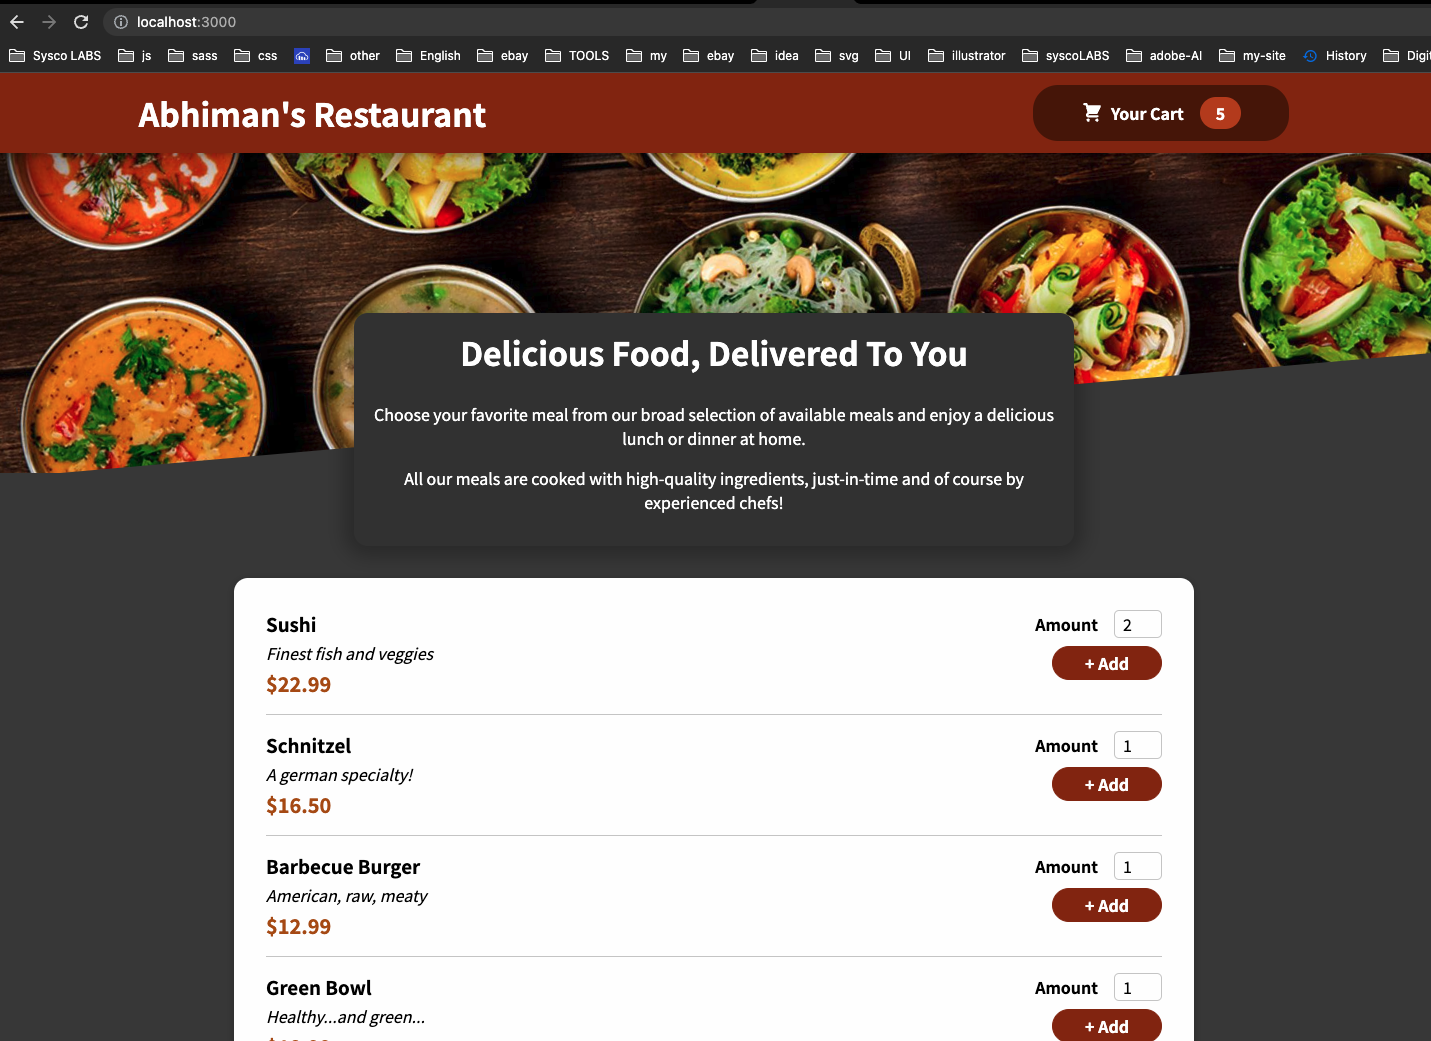 localhost:3000
Sysco LABS js sass css other English ebay TOOLS my ebay idea svg UI illustrator syscoLABS adobe-AI my-site History Digit
Abhiman's Restaurant
Your Cart 5
Delicious Food, Delivered To You
Choose your favorite meal from our broad selection of available meals and enjoy a delicious
lunch or dinner at home.
All our meals are cooked with high-quality ingredients, just-in-time and of course by
experienced chefs!
Sushi
Amount 2
Finest fish and veggies
+ Add
$22.99
Schnitzel
Amount 1
A german specialty!
+ Add
$16.50
Barbecue Burger
Amount 1
American, raw, meaty
+ Add
$12.99
Green Bowl
Amount 1
Healthy...and green...
+ Add